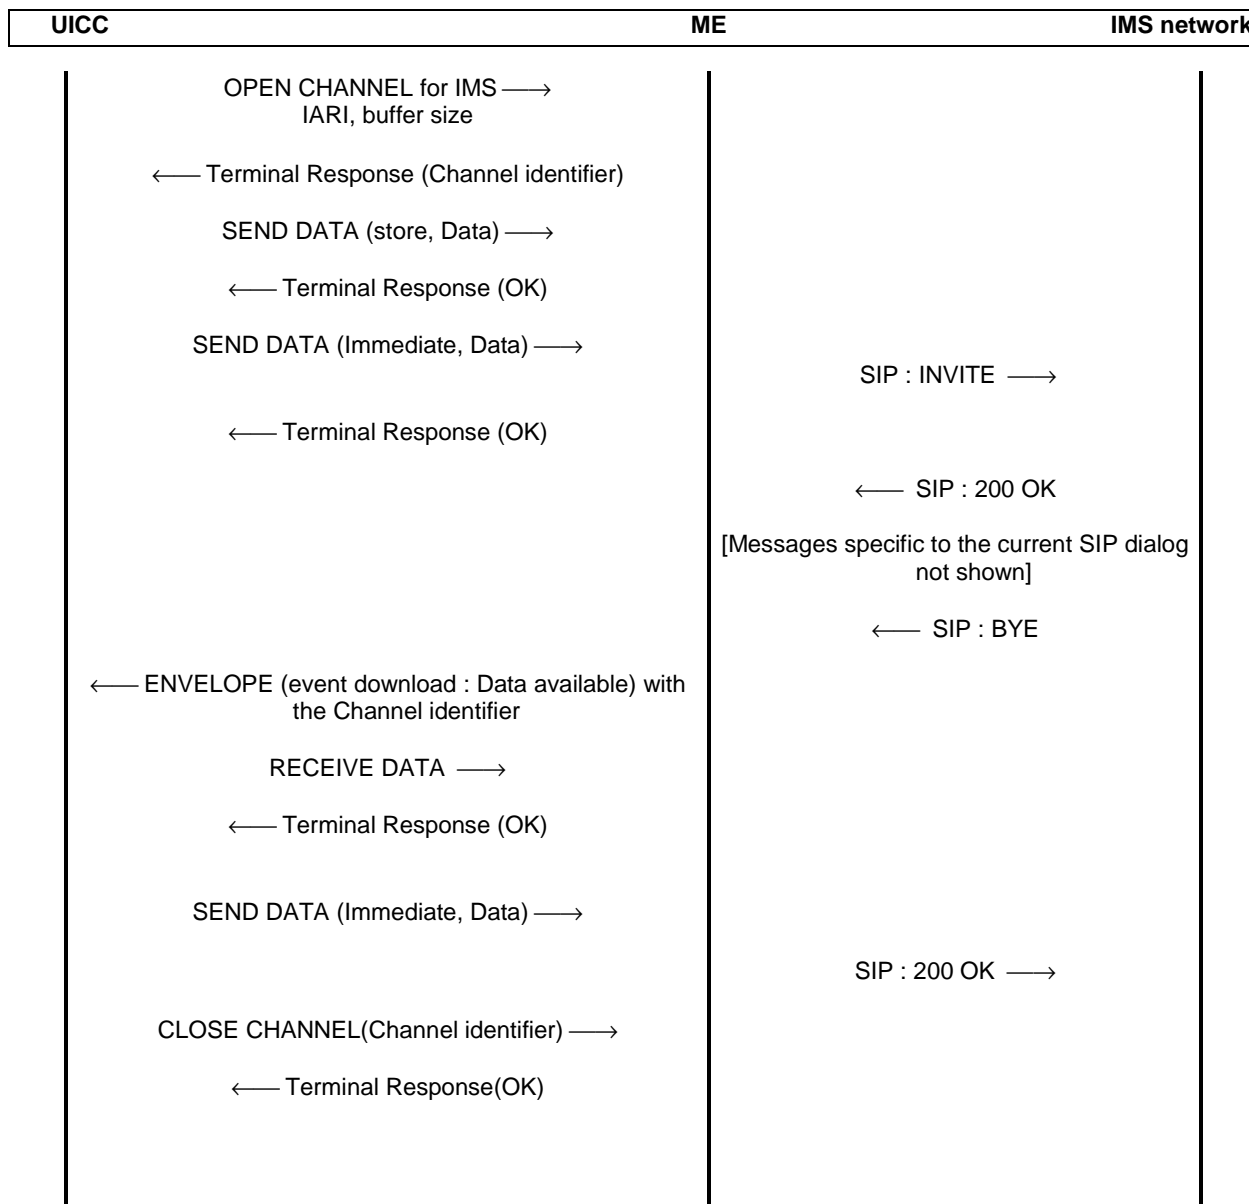 UICC ME IMS network
OPEN CHANNEL for IMS ⟶
IARI, buffer size
⟵ Terminal Response (Channel identifier)
SEND DATA (store, Data) ⟶
⟵ Terminal Response (OK)
SEND DATA (Immediate, Data) ⟶
SIP : INVITE ⟶
⟵ Terminal Response (OK)
⟵ SIP : 200 OK
[Messages specific to the current SIP dialog
not shown]
⟵ SIP : BYE
⟵ ENVELOPE (event download : Data available) with
the Channel identifier
RECEIVE DATA ⟶
⟵ Terminal Response (OK)
SEND DATA (Immediate, Data) ⟶
SIP : 200 OK ⟶
CLOSE CHANNEL(Channel identifier) ⟶
⟵ Terminal Response(OK)